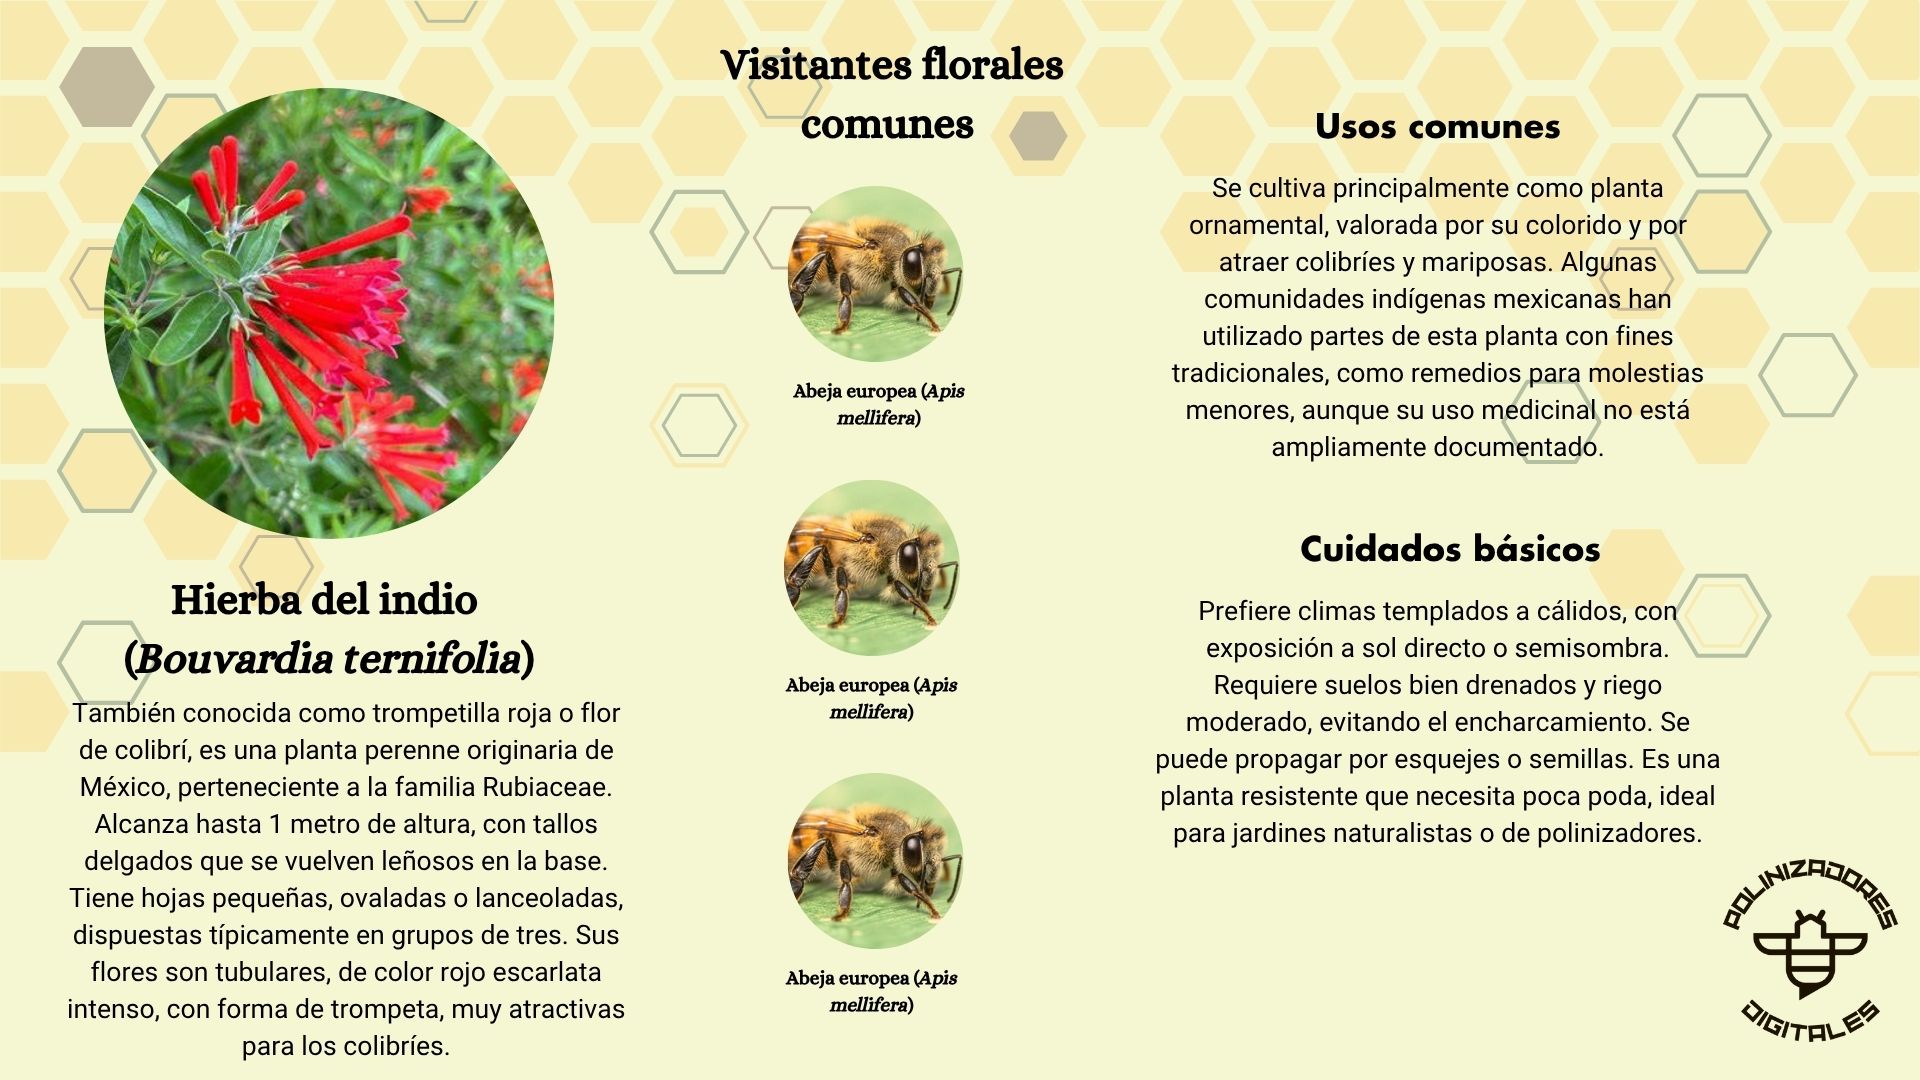 Hierba del indio
(Bouvardia ternifolia)
También conocida como trompetilla roja o flor
de colibrí, es una planta perenne originaria de
México, perteneciente a la familia Rubiaceae.
Alcanza hasta 1 metro de altura, con tallos
delgados que se vuelven leñosos en la base.
Tiene hojas pequeñas, ovaladas o lanceoladas,
dispuestas típicamente en grupos de tres. Sus
flores son tubulares, de color rojo escarlata
intenso, con forma de trompeta, muy atractivas
para los colibríes.
Visitantes florales
comunes
Abeja europea (Apis
mellifera)
Abeja europea (Apis
mellifera)
Abeja europea (Apis
mellifera)
Usos comunes
Se cultiva principalmente como planta
ornamental, valorada por su colorido y por
atraer colibríes y mariposas. Algunas
comunidades indígenas mexicanas han
utilizado partes de esta planta con fines
tradicionales, como remedios para molestias
menores, aunque su uso medicinal no está
ampliamente documentado.
Cuidados básicos
Prefiere climas templados a cálidos, con
exposición a sol directo o semisombra.
Requiere suelos bien drenados y riego
moderado, evitando el encharcamiento. Se
puede propagar por esquejes o semillas. Es una
planta resistente que necesita poca poda, ideal
para jardines naturalistas o de polinizadores.
POLINIZADORES
DIGITALES